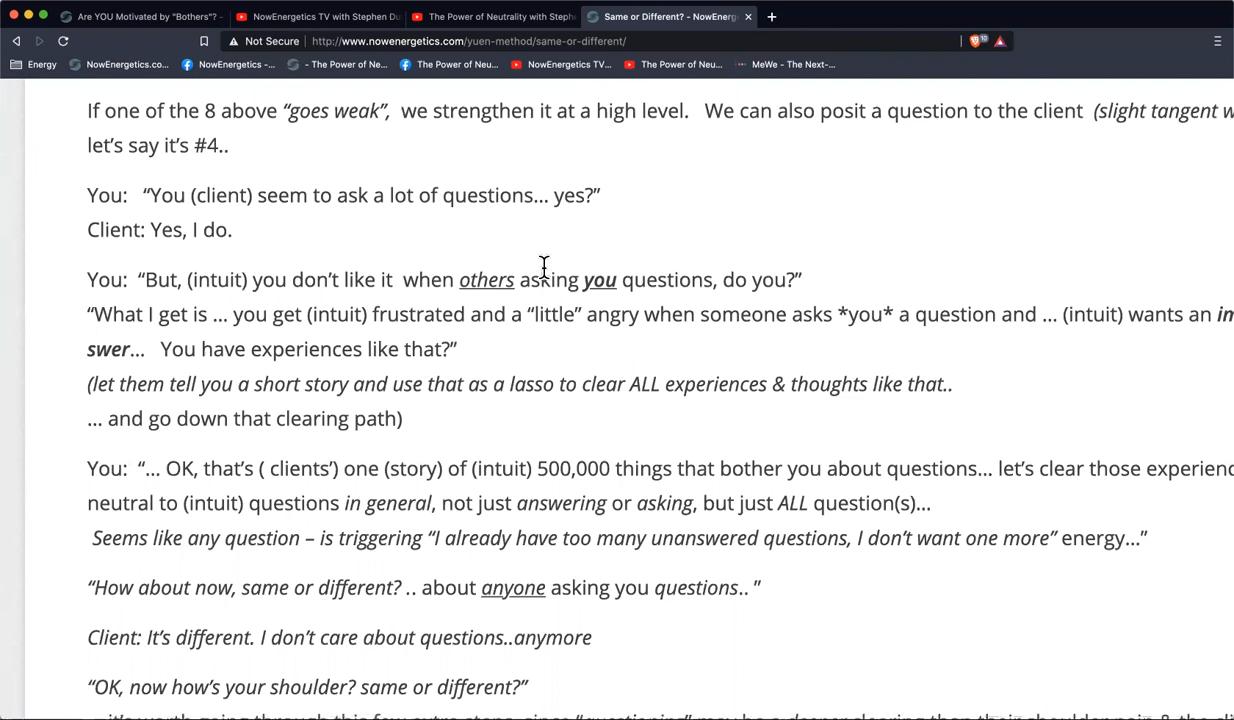 Are YOU Motivated by "Bothers"? -
NowEnergetics TV with Stephen Du
The Power of Neutrality with Steph
Same or Different? - NowEnerg
Not Secure
http://www.nowenergetics.com/yuen-method/same-or-different/
10
Energy
NowEnergetics.co...
NowEnergetics -...
- The Power of Ne...
The Power of Neu...
NowEnergetics TV...
The Power of Neu...
MeWe - The Next-...
If one of the 8 above “goes weak”, we strengthen it at a high level. We can also posit a question to the client (slight tangent w
let’s say it’s #4..
You: “You (client) seem to ask a lot of questions… yes?”
Client: Yes, I do.
You: “But, (intuit) you don’t like it when others asking you questions, do you?”
“What I get is … you get (intuit) frustrated and a “little” angry when someone asks *you* a question and … (intuit) wants an im
swer… You have experiences like that?”
(let them tell you a short story and use that as a lasso to clear ALL experiences & thoughts like that..
… and go down that clearing path)
You: “… OK, that’s ( clients’) one (story) of (intuit) 500,000 things that bother you about questions… let’s clear those experienc
neutral to (intuit) questions in general, not just answering or asking, but just ALL question(s)…
Seems like any question – is triggering “I already have too many unanswered questions, I don’t want one more” energy…”
“How about now, same or different? .. about anyone asking you questions.. ”
Client: It’s different. I don’t care about questions..anymore
“OK, now how’s your shoulder? same or different?”